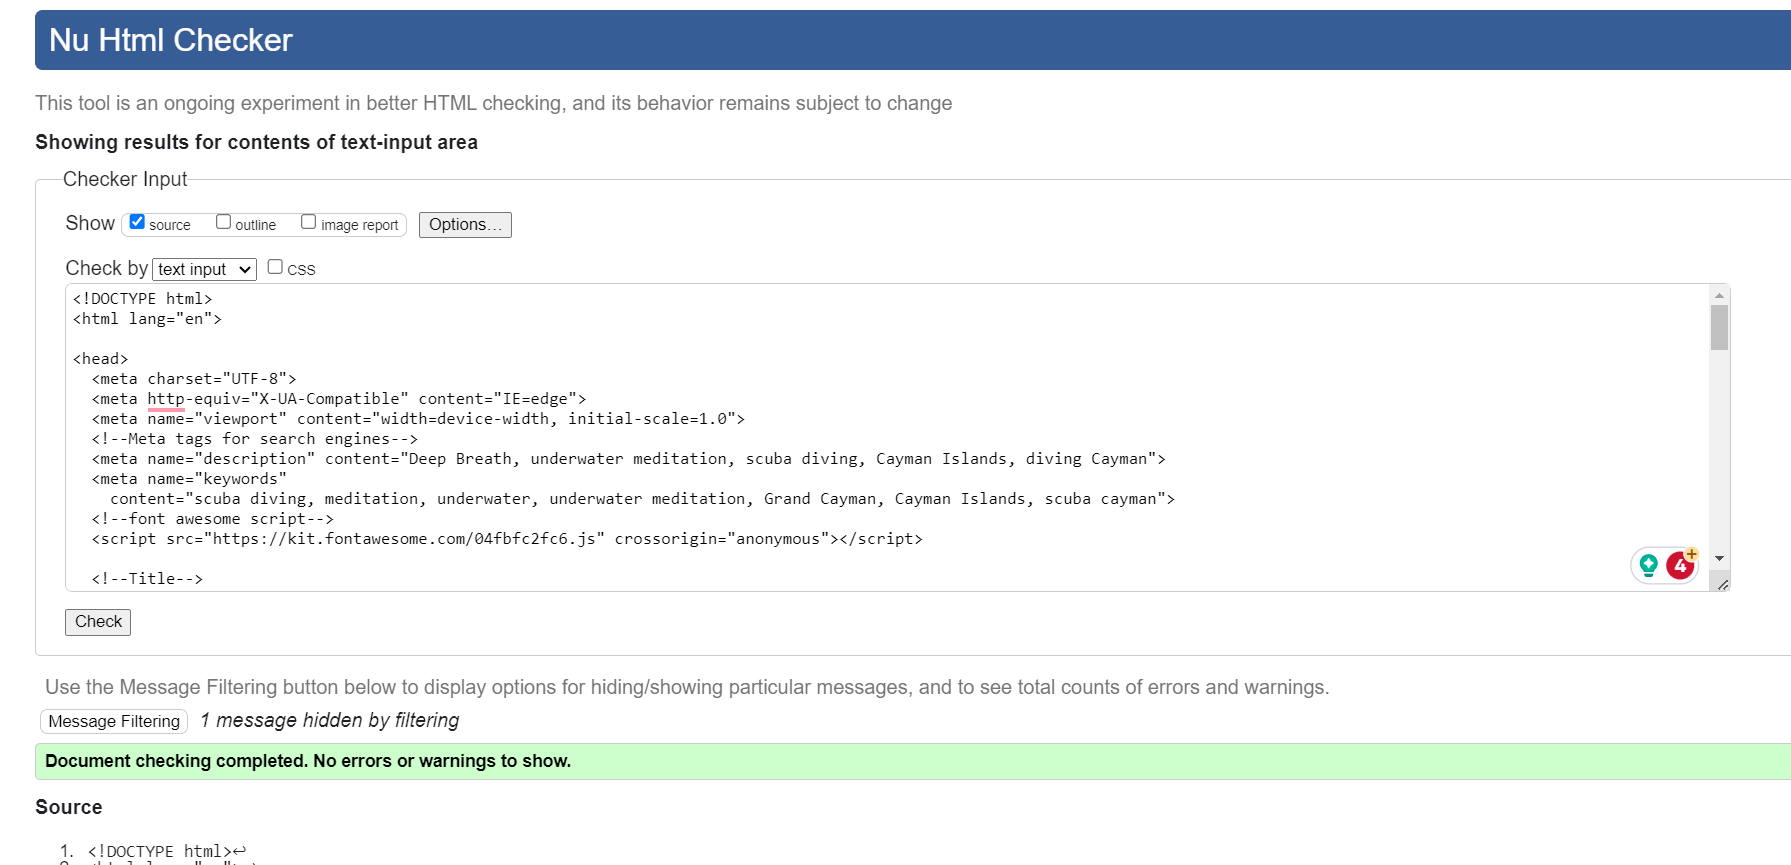 Nu Html Checker
This tool is an ongoing experiment in better HTML checking, and its behavior remains subject to change
Showing results for contents of text-input area
Checker Input
Show source outline image report Options...
Check by text input CSS
<!DOCTYPE html>
<html lang="en">
<head>
<meta charset="UTF-8">
<meta http-equiv="X-UA-Compatible" content="IE=edge">
<meta name="viewport" content="width=device-width, initial-scale=1.0">
<!--Meta tags for search engines-->
<meta name="description" content="Deep Breath, underwater meditation, scuba diving, Cayman Islands, diving Cayman">
<meta name="keywords"
content="scuba diving, meditation, underwater, underwater meditation, Grand Cayman, Cayman Islands, scuba cayman">
<!--font awesome script-->
<script src="https://kit.fontawesome.com/04fbfc2fc6.js" crossorigin="anonymous"></script>
4+
<!--Title-->
Check
Use the Message Filtering button below to display options for hiding/showing particular messages, and to see total counts of errors and warnings.
Message Filtering 1 message hidden by filtering
Document checking completed. No errors or warnings to show.
Source
1. <!DOCTYPE html>↩